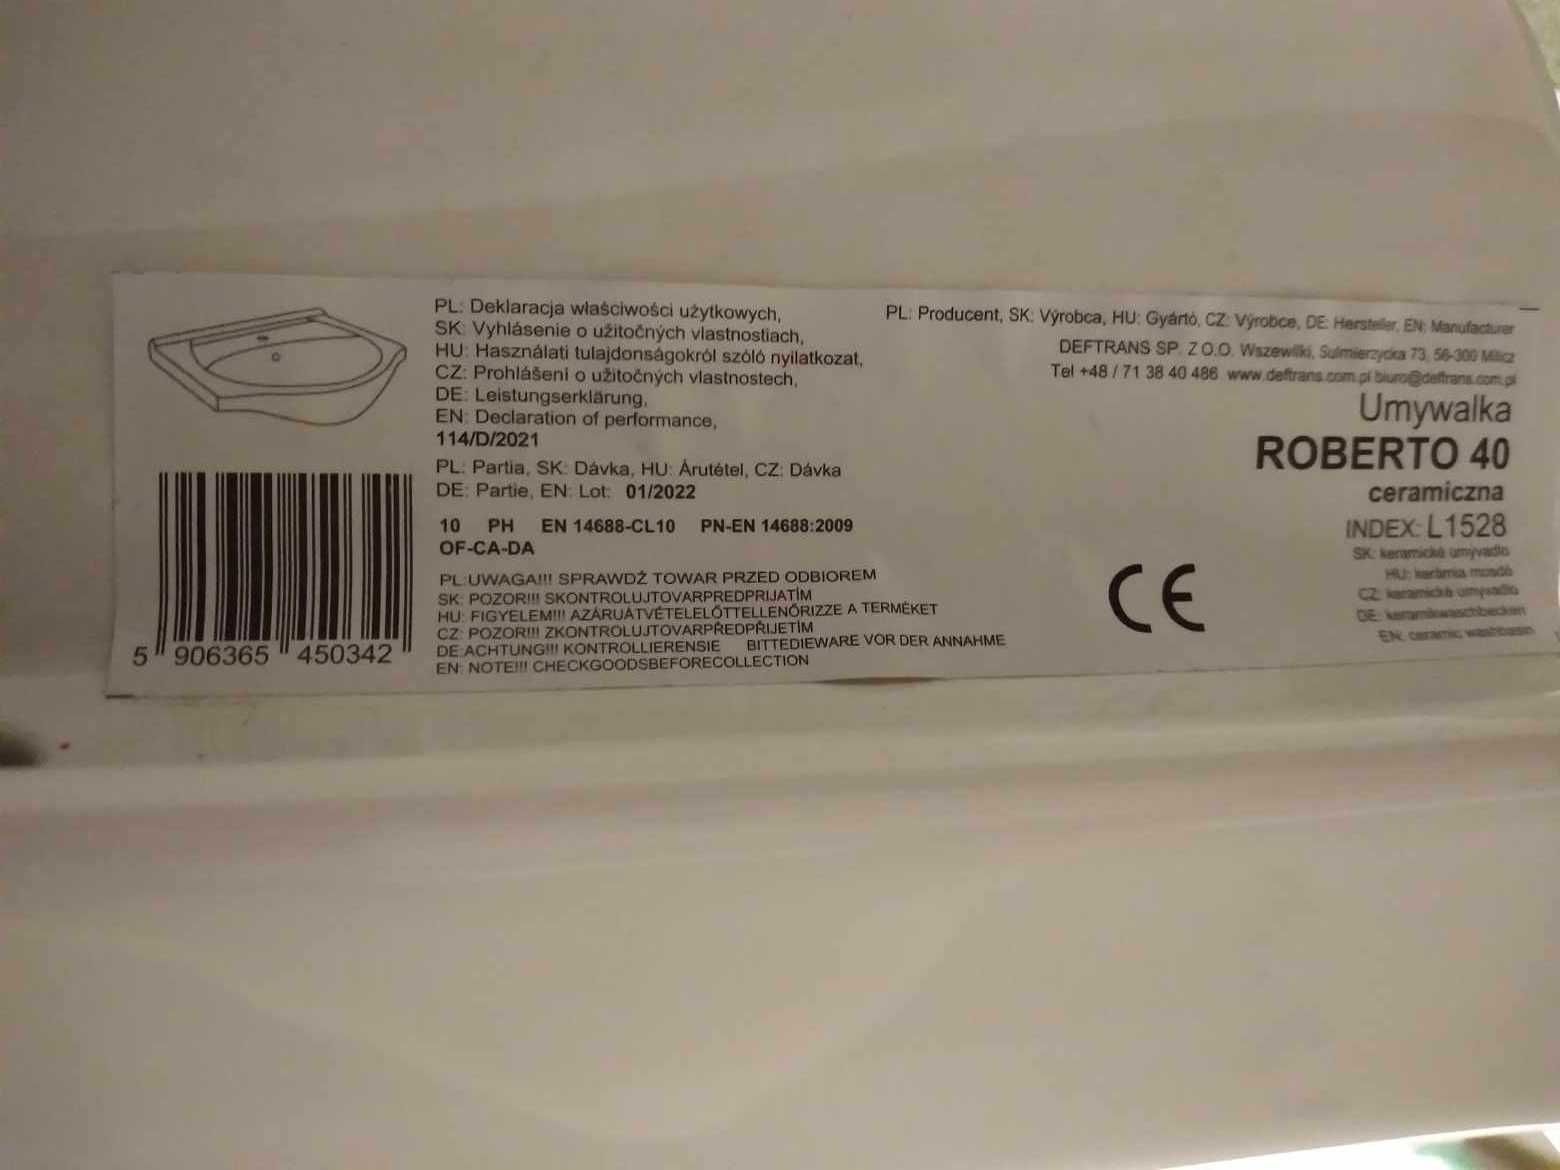 PL: Deklaracja właściwości użytkowych,
SK: Vyhlásenie o užitočných vlastnostiach,
HU: Használati tulajdonságokról szóló nyilatkozat,
CZ: Prohlášení o užitočných vlastnostech,
DE: Leistungserklärung,
EN: Declaration of performance,
114/D/2021
PL: Partia, SK: Dávka, HU: Árutétel, CZ: Dávka
DE: Partie, EN: Lot: 01/2022
10 PH EN 14688-CL10 PN-EN 14688:2009
OF-CA-DA
PL:UWAGA!!! SPRAWDŹ TOWAR PRZED ODBIOREM
SK: POZOR!!! SKONTROLUJTOVARPREDPRIJATÍM
HU: FIGYELEM!!! AZÁRUÁTVÉTELELŐTTELLENŐRIZZE A TERMÉKET
CZ: POZOR!!! ZKONTROLUJTOVARPŘEDPŘIJETÍM
DE:ACHTUNG!!! KONTROLLIERENSIE BITTEDIEWARE VOR DER ANNAHME
EN: NOTE!!! CHECKGOODSBEFORECOLLECTION
5 906365 450342
PL: Producent, SK: Výrobca, HU: Gyártó, CZ: Výrobce, DE: Hersteller, EN: Manufacturer
DEFTRANS SP. Z O.O. Wszewilki, Sulmierzycka 73, 56-300 Milicz
Tel +48 / 71 38 40 486 www.deftrans.com.pl biuro@deftrans.com.pl
Umywalka
ROBERTO 40
ceramiczna
INDEX: L1528
SK: keramické umývadlo
HU: kerámia mosdó
CZ: keramické umyvadlo
DE: keramikwaschbecken
EN: ceramic washbasin
CE